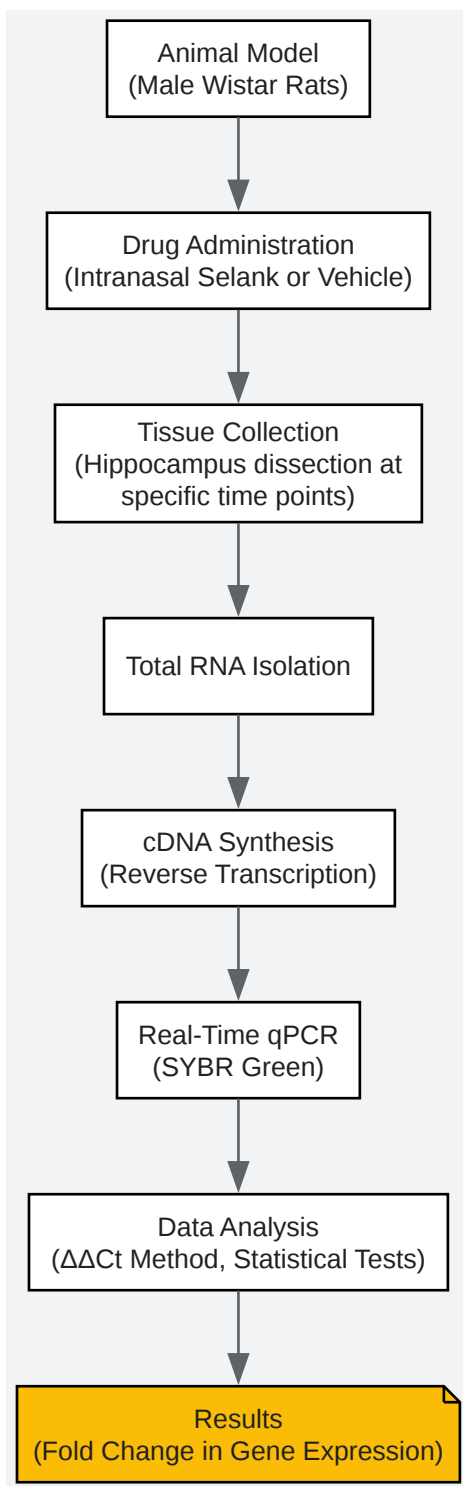 Animal Model
(Male Wistar Rats)
Drug Administration
(Intranasal Selank or Vehicle)
Tissue Collection
(Hippocampus dissection at
specific time points)
Total RNA Isolation
cDNA Synthesis
(Reverse Transcription)
Real-Time qPCR
(SYBR Green)
Data Analysis
(ΔΔCt Method, Statistical Tests)
Results
(Fold Change in Gene Expression)